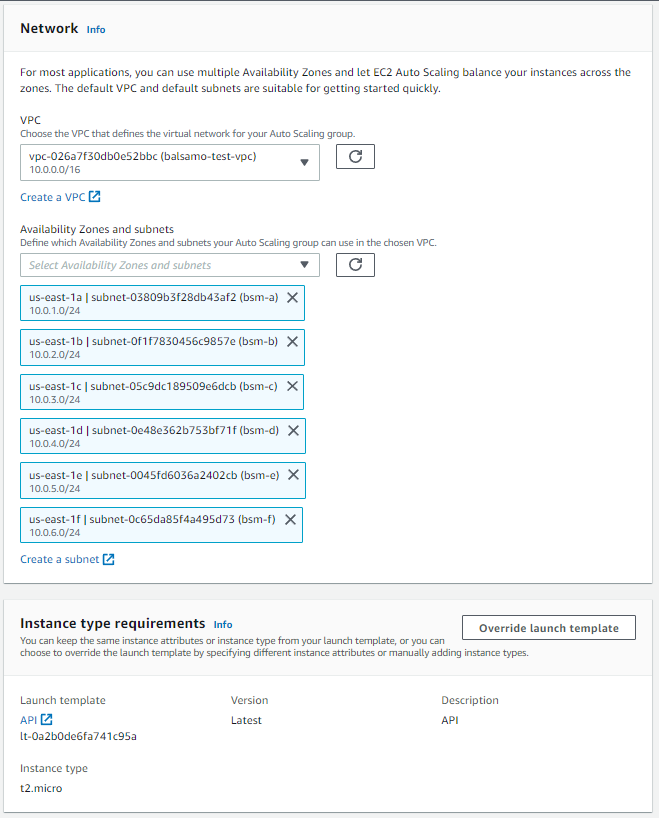 Network Info
For most applications, you can use multiple Availability Zones and let EC2 Auto Scaling balance your instances across the
zones. The default VPC and default subnets are suitable for getting started quickly.
VPC
Choose the VPC that defines the virtual network for your Auto Scaling group.
vpc-026a7f30db0e52bbc (balsamo-test-vpc)
10.0.0.0/16
Create a VPC
Availability Zones and subnets
Define which Availability Zones and subnets your Auto Scaling group can use in the chosen VPC.
Select Availability Zones and subnets
us-east-1a | subnet-03809b3f28db43af2 (bsm-a)
10.0.1.0/24
us-east-1b | subnet-0f1f7830456c9857e (bsm-b)
10.0.2.0/24
us-east-1c | subnet-05c9dc189509e6dcb (bsm-c)
10.0.3.0/24
us-east-1d | subnet-0e48e362b753bf71f (bsm-d)
10.0.4.0/24
us-east-1e | subnet-0045fd6036a2402cb (bsm-e)
10.0.5.0/24
us-east-1f | subnet-0c65da85f4a495d73 (bsm-f)
10.0.6.0/24
Create a subnet
Instance type requirements Info
Override launch template
You can keep the same instance attributes or instance type from your launch template, or you can
choose to override the launch template by specifying different instance attributes or manually adding instance types.
Launch template
API
lt-0a2b0de6fa741c95a
Version
Latest
Description
API
Instance type
t2.micro